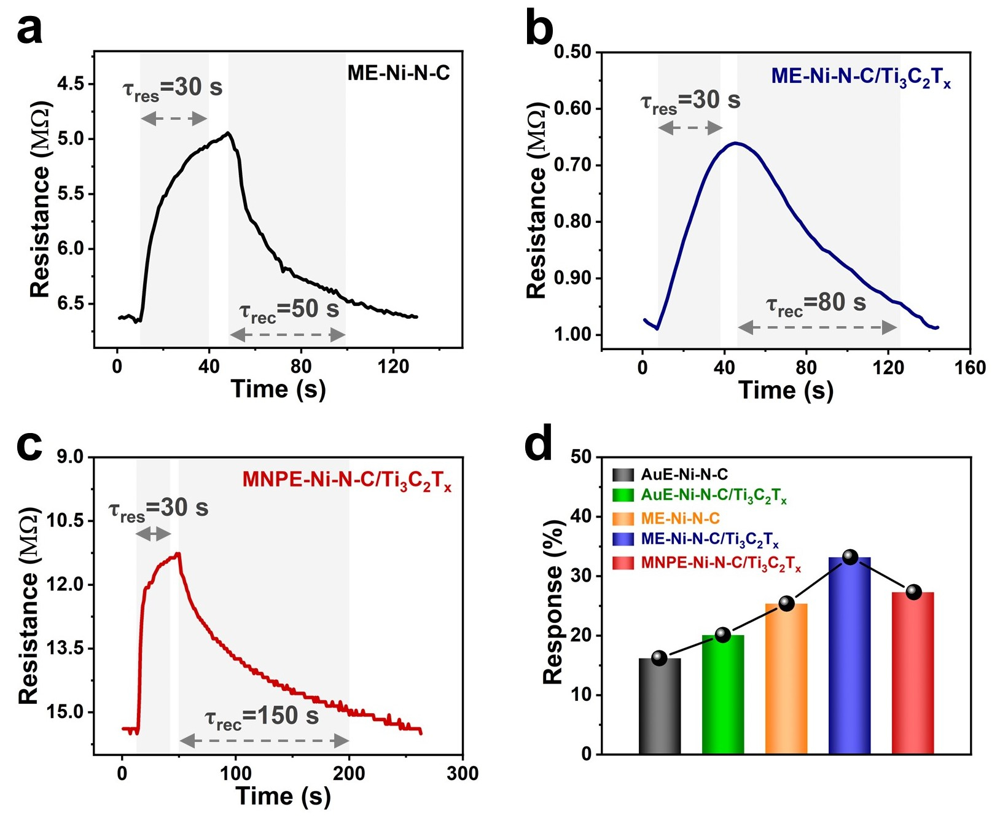 a
ME-Ni-N-C
τres=30 s
τrec=50 s
4.5
5.0
5.5
6.0
6.5
Resistance (MΩ)
0 40 80 120
Time (s)
b
ME-Ni-N-C/Ti3C2Tx
τres=30 s
τrec=80 s
0.50
0.60
0.70
0.80
0.90
1.00
Resistance (MΩ)
0 40 80 120 160
Time (s)
c
MNPE-Ni-N-C/Ti3C2Tx
τres=30 s
τrec=150 s
9.0
10.5
12.0
13.5
15.0
Resistance (MΩ)
0 100 200 300
Time (s)
d
AuE-Ni-N-C
AuE-Ni-N-C/Ti3C2Tx
ME-Ni-N-C
ME-Ni-N-C/Ti3C2Tx
MNPE-Ni-N-C/Ti3C2Tx
50
40
30
20
10
0
Response (%)